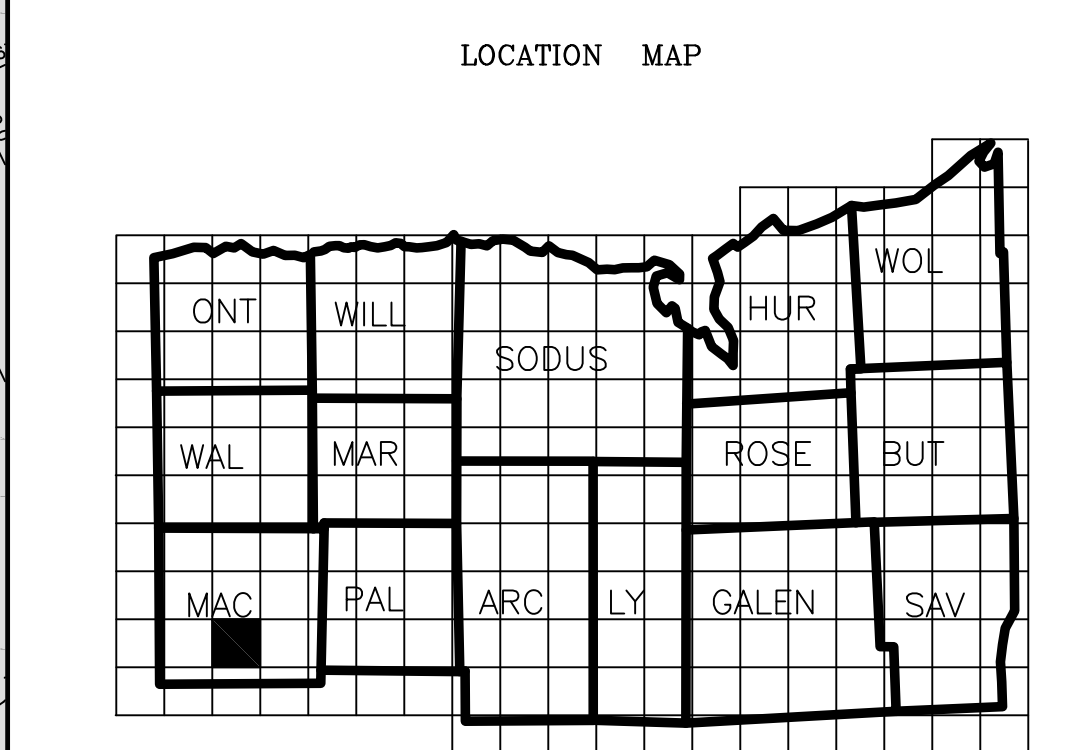 LOCATION MAP
WOL
ONT
WILL
HUR
SODUS
WAL
MAR
ROSE
BUT
MAC
PAL
ARC
LY
GALEN
SAV